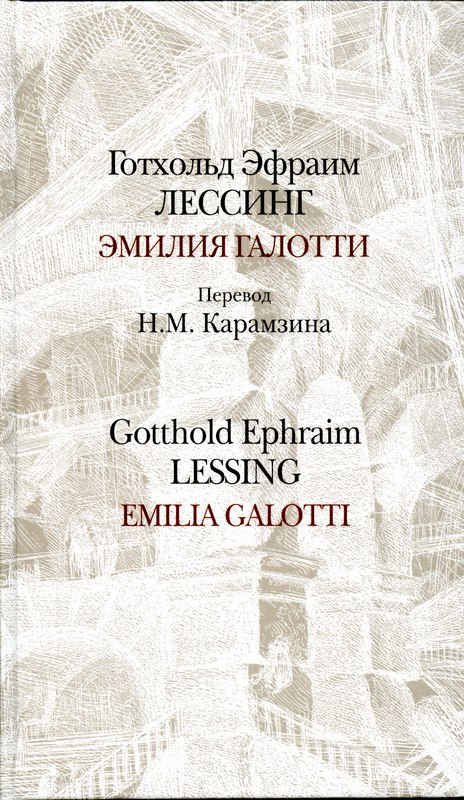 Готхольд Эфраим
ЛЕССИНГ
ЭМИЛИЯ ГАЛОТТИ
Перевод
Н.М. Карамзина
Gotthold Ephraim
LESSING
EMILIA GALOTTI